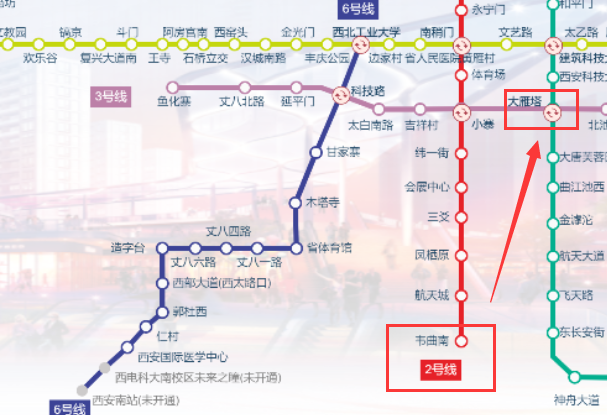 6号线
永宁门
和平门
欢乐谷
镐京
复兴大道南
斗门
王寺
阿房宫南
石桥立交
西窑头
汉城南路
金光门
丰庆公园
西北工业大学
边家村
省人民医院
南稍门
黄雁村
文艺路
建筑科技大
太乙路
体育场
西安科技大
3号线
鱼化寨
丈八北路
延平门
科技路
太白南路
吉祥村
小寨
大雁塔
北池
甘家寨
纬一街
大唐芙蓉
木塔寺
会展中心
曲江池西
三爻
金滹沱
丈八四路
造字台
丈八六路
丈八一路
省体育馆
凤栖原
航天大道
西部大道(西太路口)
航天城
飞天路
郭杜西
仁村
韦曲南
东长安街
西安国际医学中心
2号线
西电科大南校区未来之瞳(未开通)
6号线
西安南站(未开通)
神舟大道